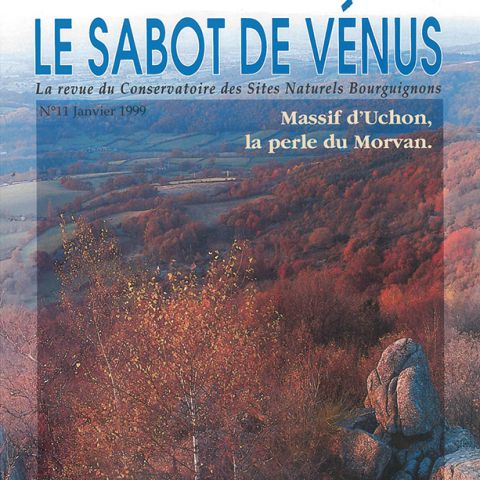 LE SABOT DE VÉNUS
La revue du Conservatoire des Sites Naturels Bourguignons
N°11 Janvier 1999
Massif d'Uchon,
la perle du Morvan.